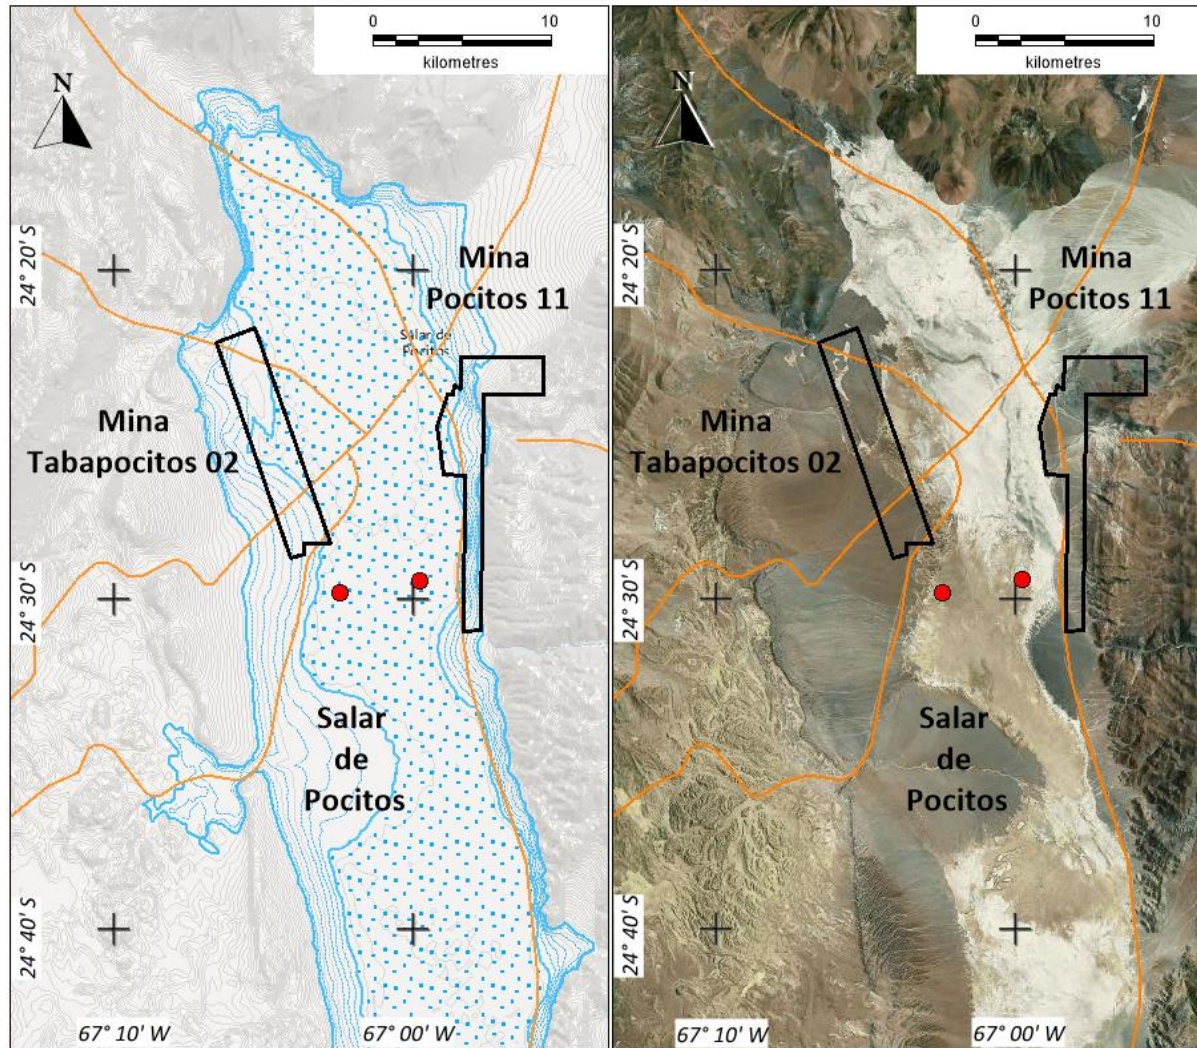 0 10
kilometres
N
24° 20' S
Mina
Pocitos 11
Salar de
Pocitos
Mina
Tabapocitos 02
24° 30' S
Salar
de
Pocitos
24° 40' S
67° 10' W 67° 00' W
0 10
kilometres
N
24° 20' S
Mina
Pocitos 11
Mina
Tabapocitos 02
24° 30' S
Salar
de
Pocitos
24° 40' S
67° 10' W 67° 00' W